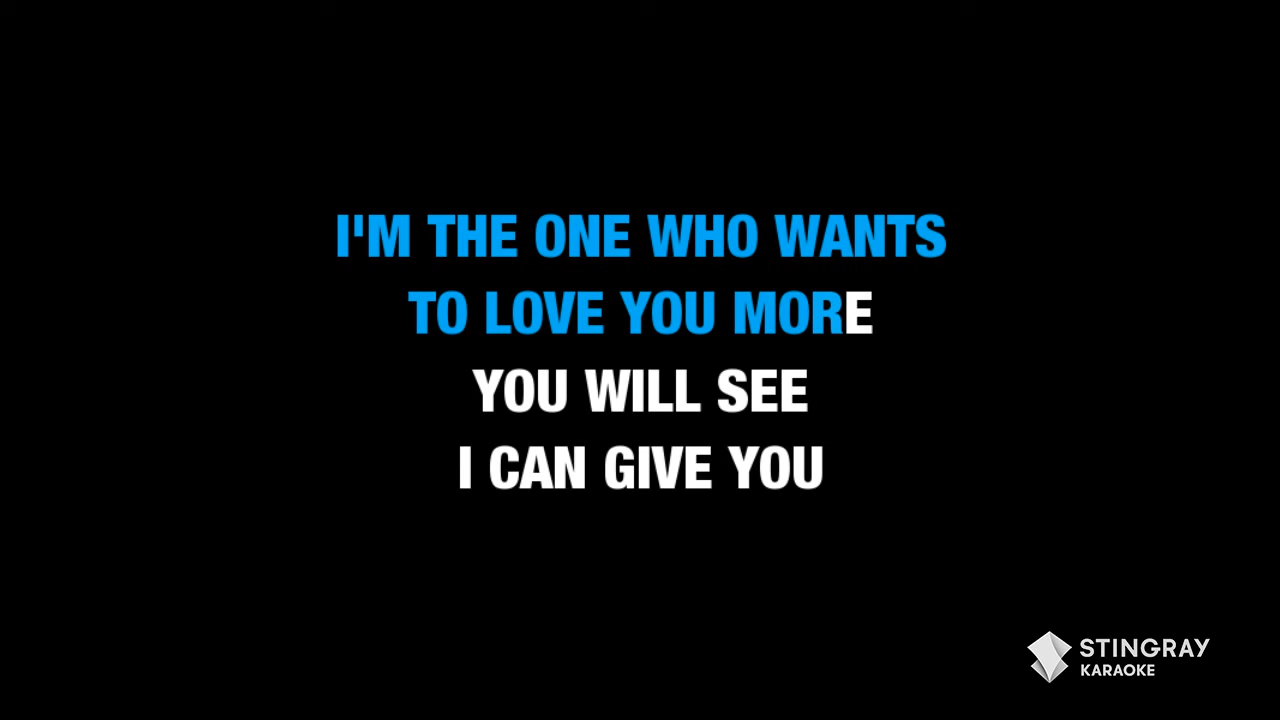 I'M THE ONE WHO WANTS
TO LOVE YOU MORE
YOU WILL SEE
I CAN GIVE YOU
STINGRAY
KARAOKE